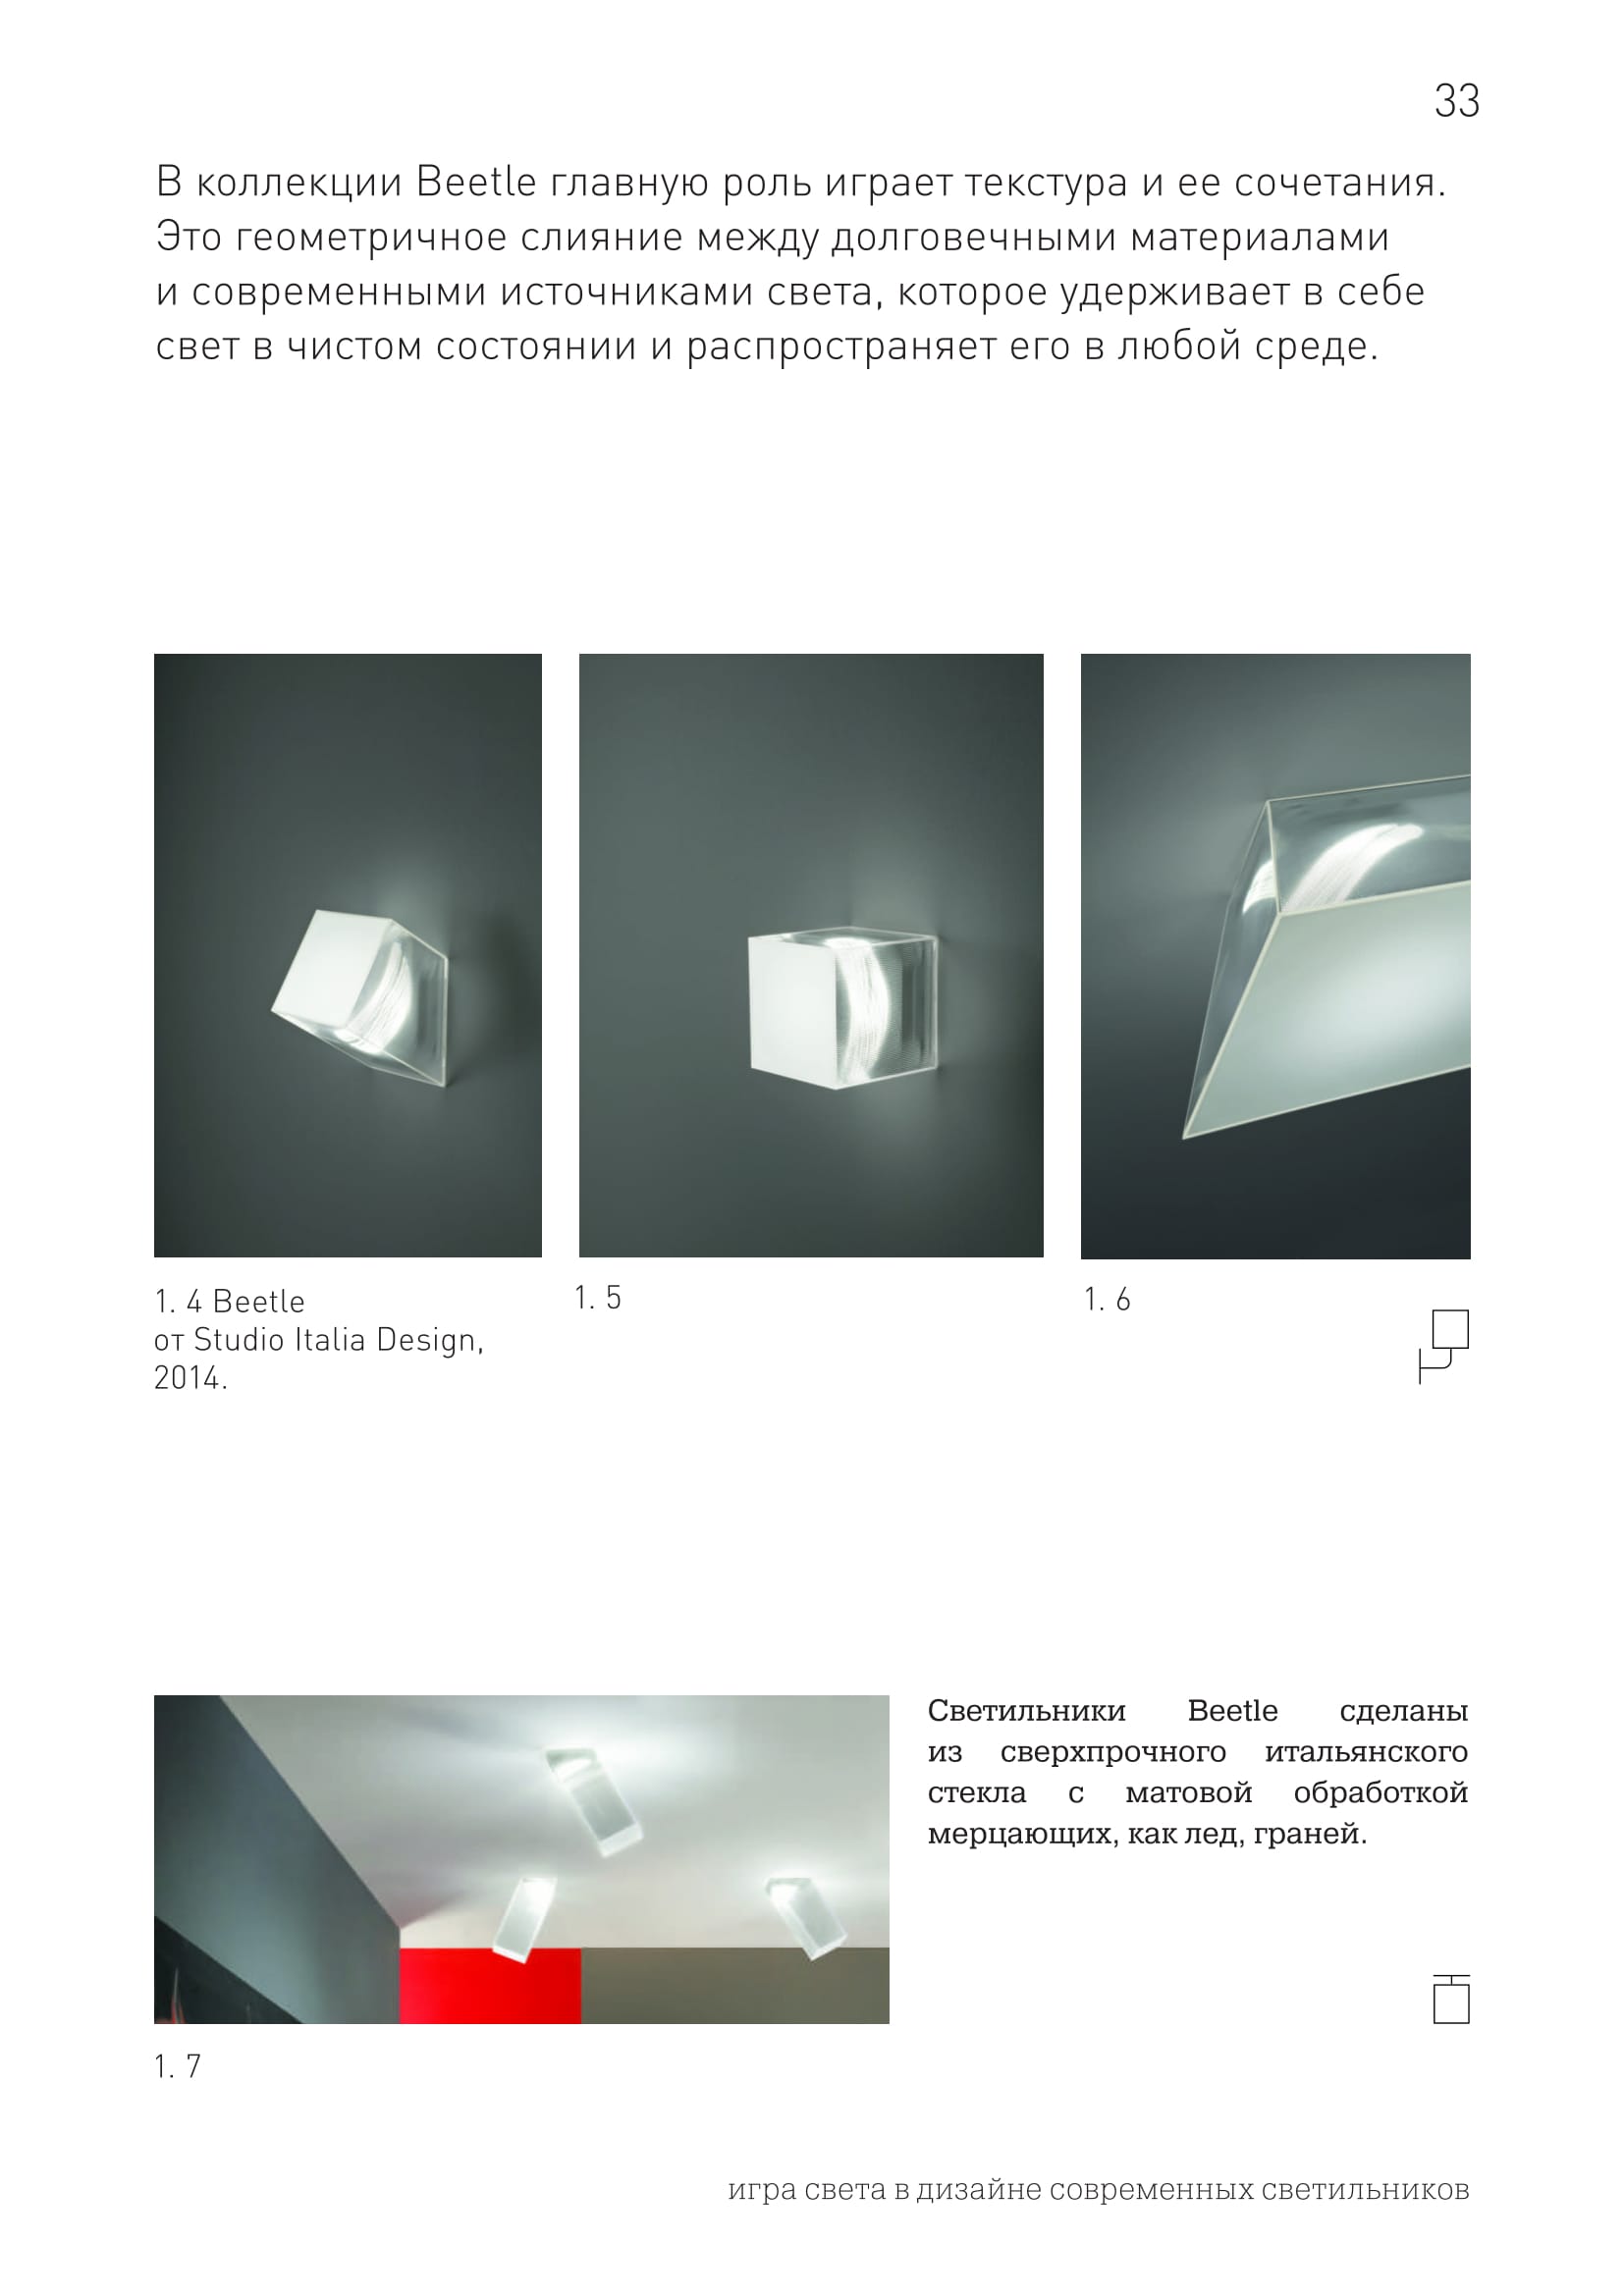 33
В коллекции Beetle главную роль играет текстура и ее сочетания.
Это геометричное слияние между долговечными материалами
и современными источниками света, которое удерживает в себе
свет в чистом состоянии и распространяет его в любой среде.
1. 4 Beetle
от Studio Italia Design,
2014.
1. 5
1. 6
Светильники Beetle сделаны
из сверхпрочного итальянского
стекла с матовой обработкой
мерцающих, как лед, граней.
1. 7
игра света в дизайне современных светильников